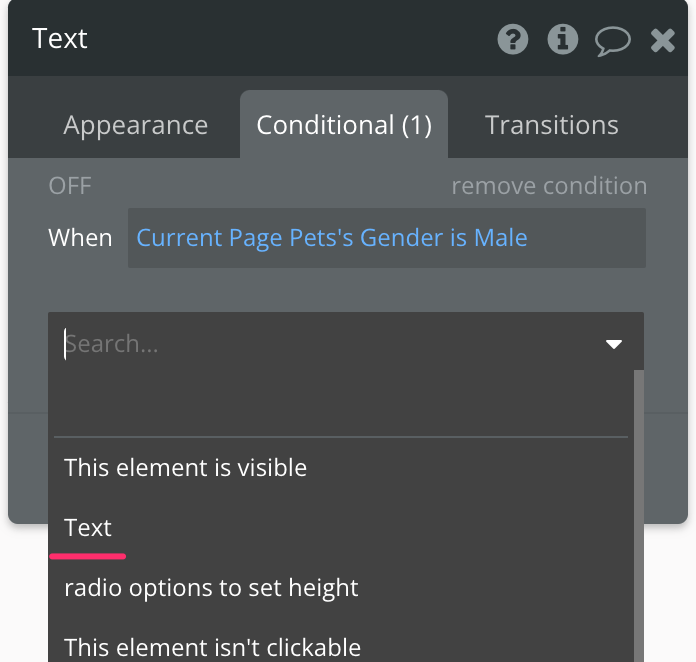 Text
Appearance
Conditional (1)
Transitions
OFF
remove condition
When
Current Page Pets's Gender is Male
Search...
This element is visible
Text
radio options to set height
This element isn't clickable